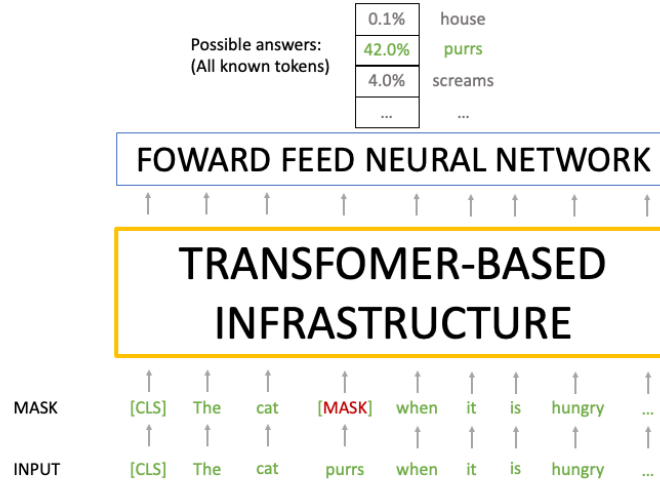 0.1% house
Possible answers: 42.0% purrs
(All known tokens) 4.0% screams
... ...
FOWARD FEED NEURAL NETWORK
TRANSFOMER-BASED
INFRASTRUCTURE
MASK [CLS] The cat [MASK] when it is hungry ...
INPUT [CLS] The cat purrs when it is hungry ...